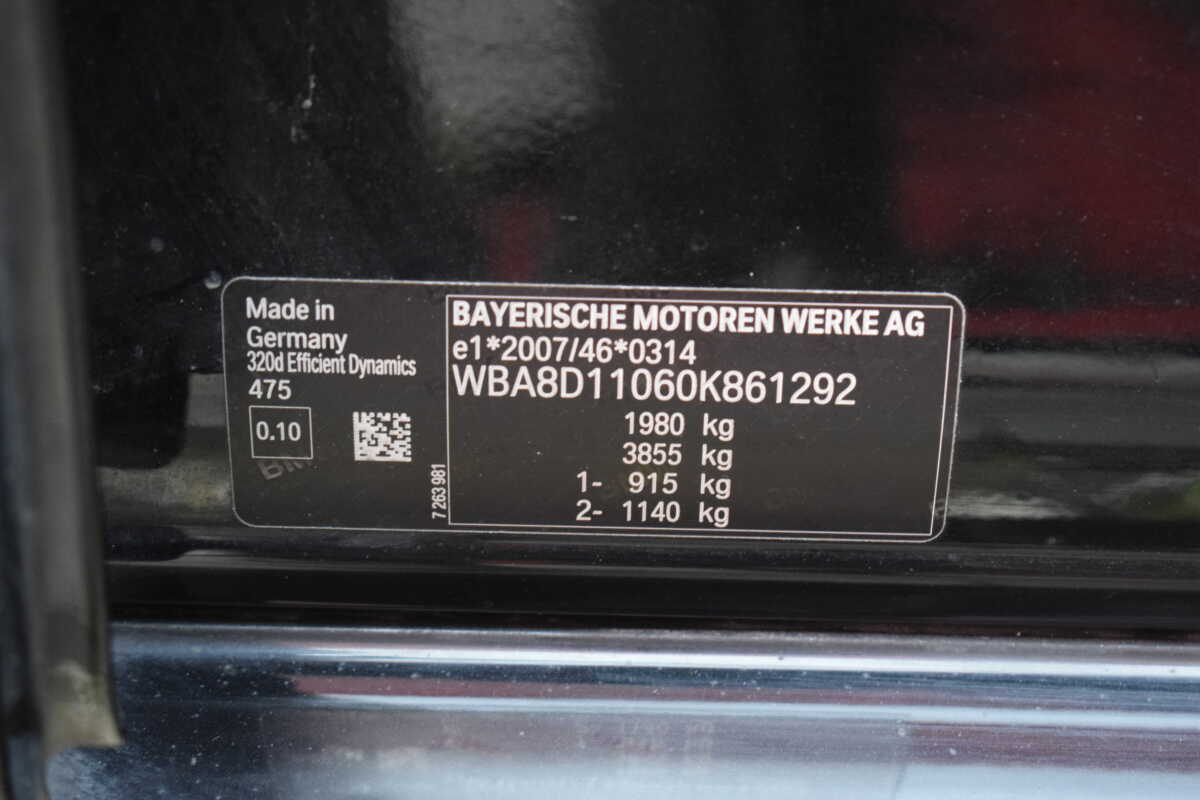 Made in
Germany
320d Efficient Dynamics
475
0.10
7 263 981
BAYERISCHE MOTOREN WERKE AG
e1*2007/46*0314
WBA8D11060K861292
1980 kg
3855 kg
1- 915 kg
2- 1140 kg